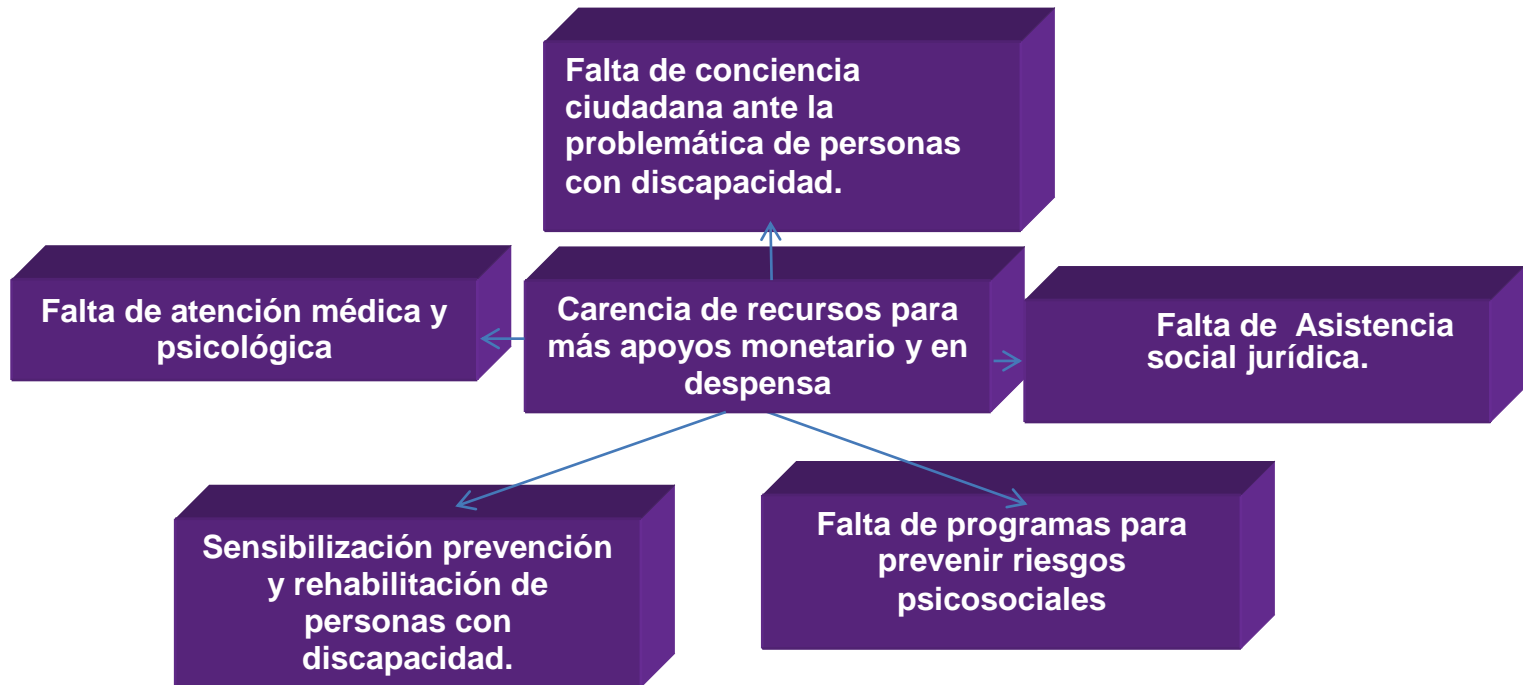 Falta de conciencia
ciudadana ante la
problemática de personas
con discapacidad.
Falta de atención médica y
psicológica
Carencia de recursos para
más apoyos monetario y en
despensa
Falta de Asistencia
social jurídica.
Sensibilización prevención
y rehabilitación de
personas con
discapacidad.
Falta de programas para
prevenir riesgos
psicosociales